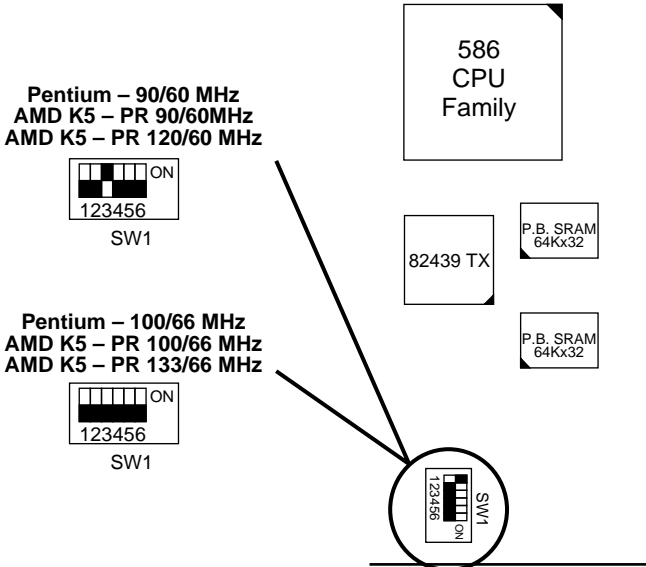 586
CPU
Family
Pentium – 90/60 MHz
AMD K5 – PR 90/60MHz
AMD K5 – PR 120/60 MHz
ON
123456
SW1
82439 TX
P.B. SRAM
64Kx32
P.B. SRAM
64Kx32
Pentium – 100/66 MHz
AMD K5 – PR 100/66 MHz
AMD K5 – PR 133/66 MHz
ON
123456
SW1
SW1
ON
123456